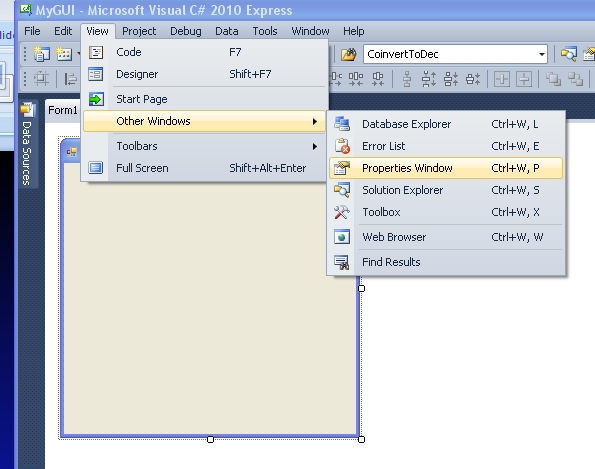 MyGUI - Microsoft Visual C# 2010 Express
File Edit View Project Debug Data Tools Window Help
Code F7
CoinvertToDec
Designer Shift+F7
Start Page
Form1
Other Windows
Database Explorer Ctrl+W, L
Toolbars
Error List Ctrl+W, E
Full Screen Shift+Alt+Enter
Properties Window Ctrl+W, P
Solution Explorer Ctrl+W, S
Toolbox Ctrl+W, X
Web Browser Ctrl+W, W
Find Results
Data Sources